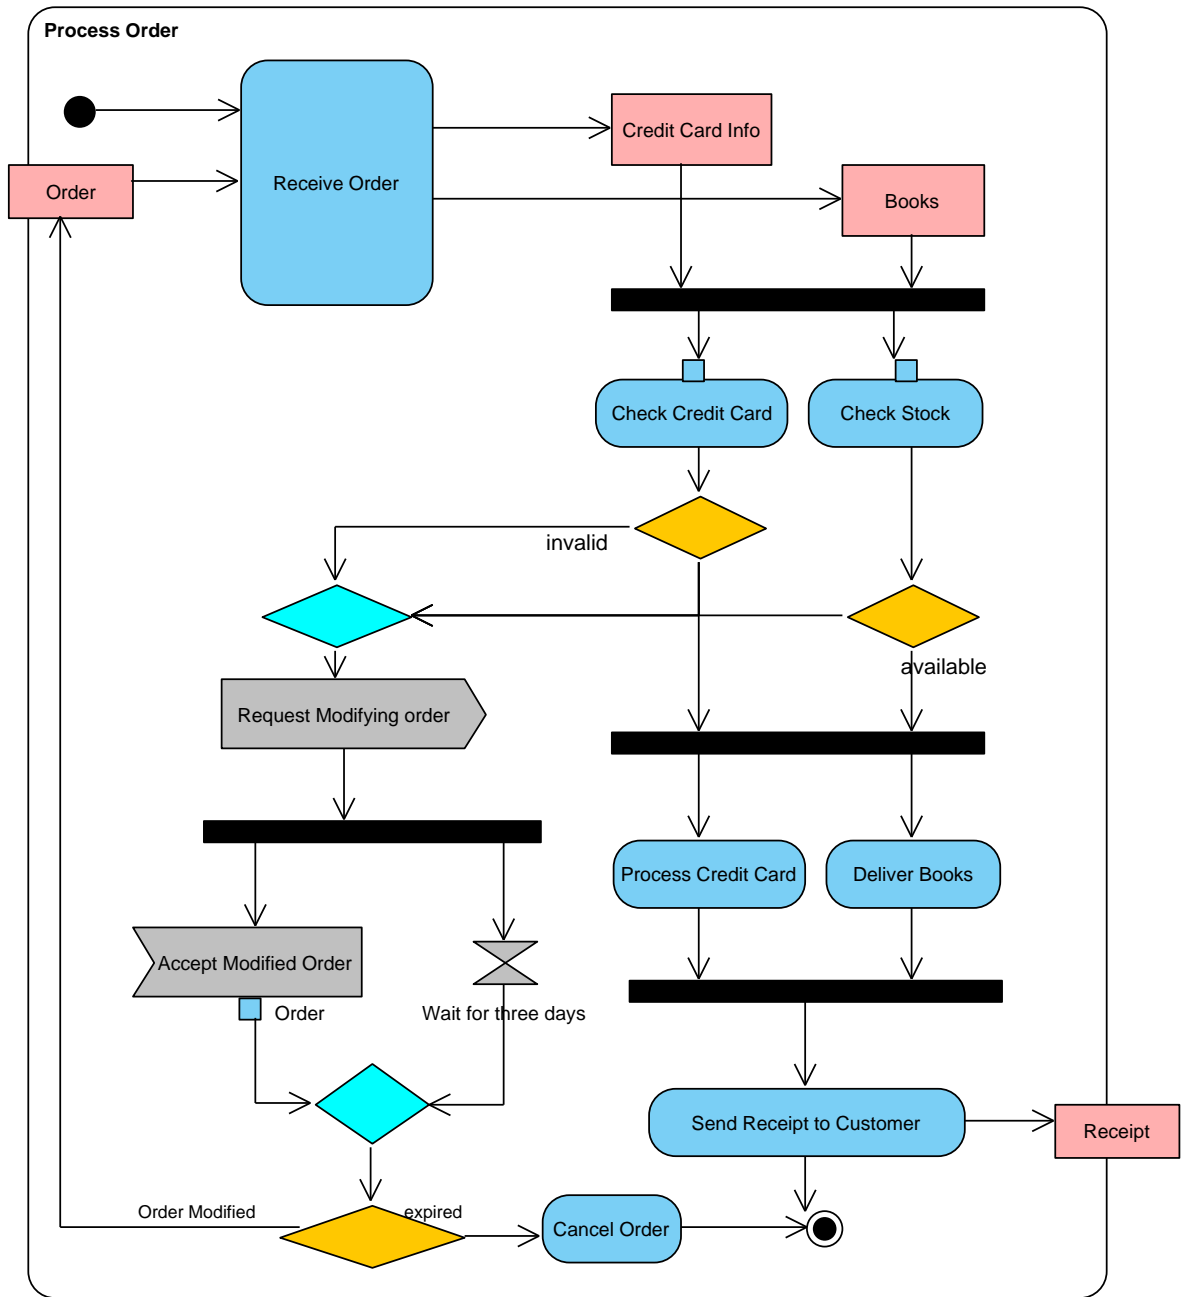 Process Order
Credit Card Info
Order
Receive Order
Books
Check Credit Card
Check Stock
invalid
available
Request Modifying order
Process Credit Card
Deliver Books
Accept Modified Order
Order
Wait for three days
Send Receipt to Customer
Receipt
Order Modified
expired
Cancel Order